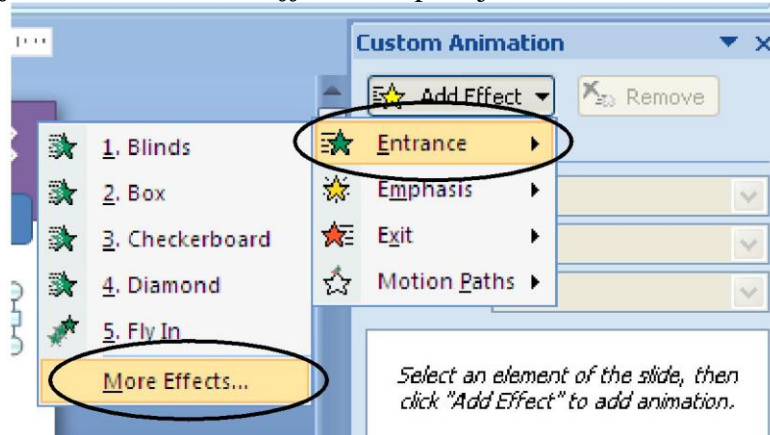 Custom Animation
Add Effect
Remove
Entrance
Emphasis
Exit
Motion Paths
1. Blinds
2. Box
3. Checkerboard
4. Diamond
5. Fly In
More Effects...
Select an element of the slide, then
click "Add Effect" to add animation.